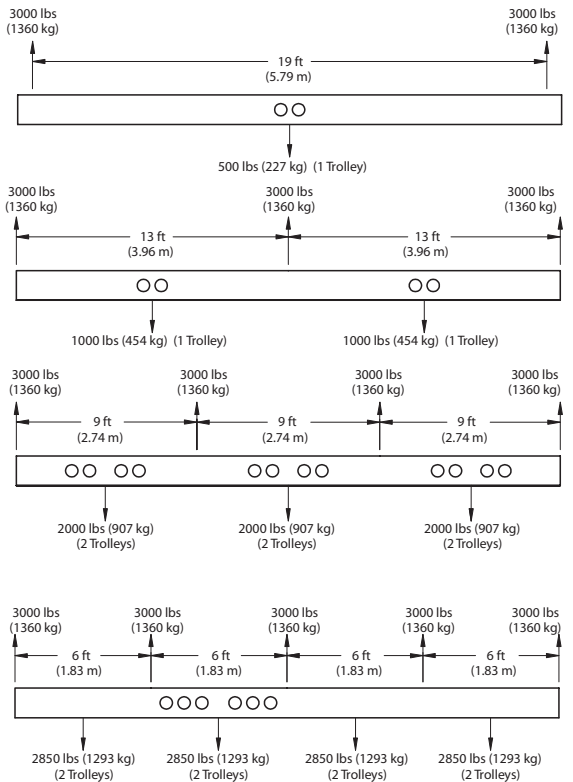 3000 lbs
(1360 kg)
3000 lbs
(1360 kg)
19 ft
(5.79 m)
500 lbs (227 kg) (1 Trolley)
3000 lbs
(1360 kg)
3000 lbs
(1360 kg)
3000 lbs
(1360 kg)
13 ft
(3.96 m)
13 ft
(3.96 m)
1000 lbs (454 kg) (1 Trolley)
1000 lbs (454 kg) (1 Trolley)
3000 lbs
(1360 kg)
3000 lbs
(1360 kg)
3000 lbs
(1360 kg)
3000 lbs
(1360 kg)
9 ft
(2.74 m)
9 ft
(2.74 m)
9 ft
(2.74 m)
2000 lbs (907 kg)
(2 Trolleys)
2000 lbs (907 kg)
(2 Trolleys)
2000 lbs (907 kg)
(2 Trolleys)
3000 lbs
(1360 kg)
3000 lbs
(1360 kg)
3000 lbs
(1360 kg)
3000 lbs
(1360 kg)
3000 lbs
(1360 kg)
6 ft
(1.83 m)
6 ft
(1.83 m)
6 ft
(1.83 m)
6 ft
(1.83 m)
2850 lbs (1293 kg)
(2 Trolleys)
2850 lbs (1293 kg)
(2 Trolleys)
2850 lbs (1293 kg)
(2 Trolleys)
2850 lbs (1293 kg)
(2 Trolleys)